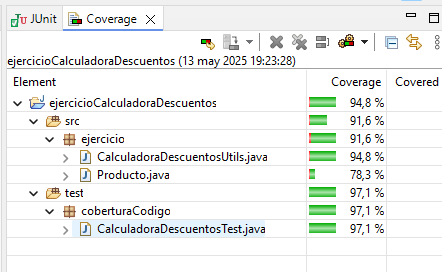 JUnit Coverage
ejercicioCalculadoraDescuentos (13 may 2025 19:23:28)
Element Coverage Covered
ejercicioCalculadoraDescuentos 94,8 %
src 91,6 %
ejercicio 91,6 %
CalculadoraDescuentosUtils.java 94,8 %
Producto.java 78,3 %
test 97,1 %
coberturaCodigo 97,1 %
CalculadoraDescuentosTest.java 97,1 %